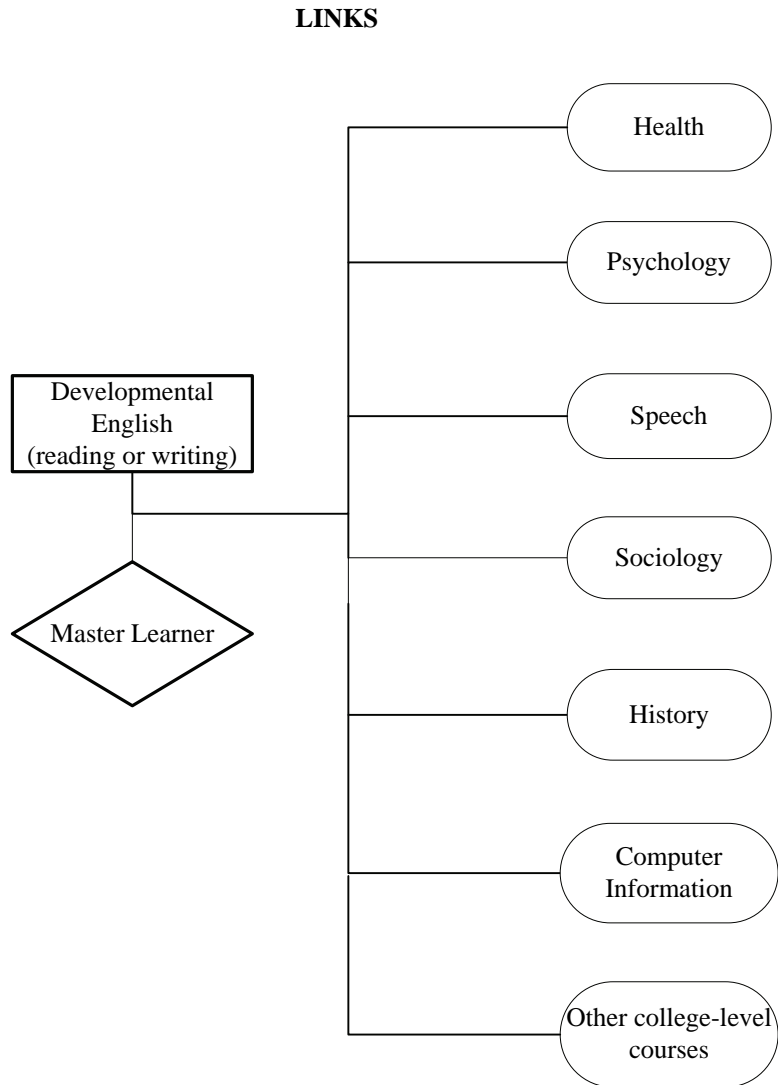 LINKS
Health
Psychology
Developmental
English
(reading or writing)
Speech
Sociology
Master Learner
History
Computer
Information
Other college-level
courses